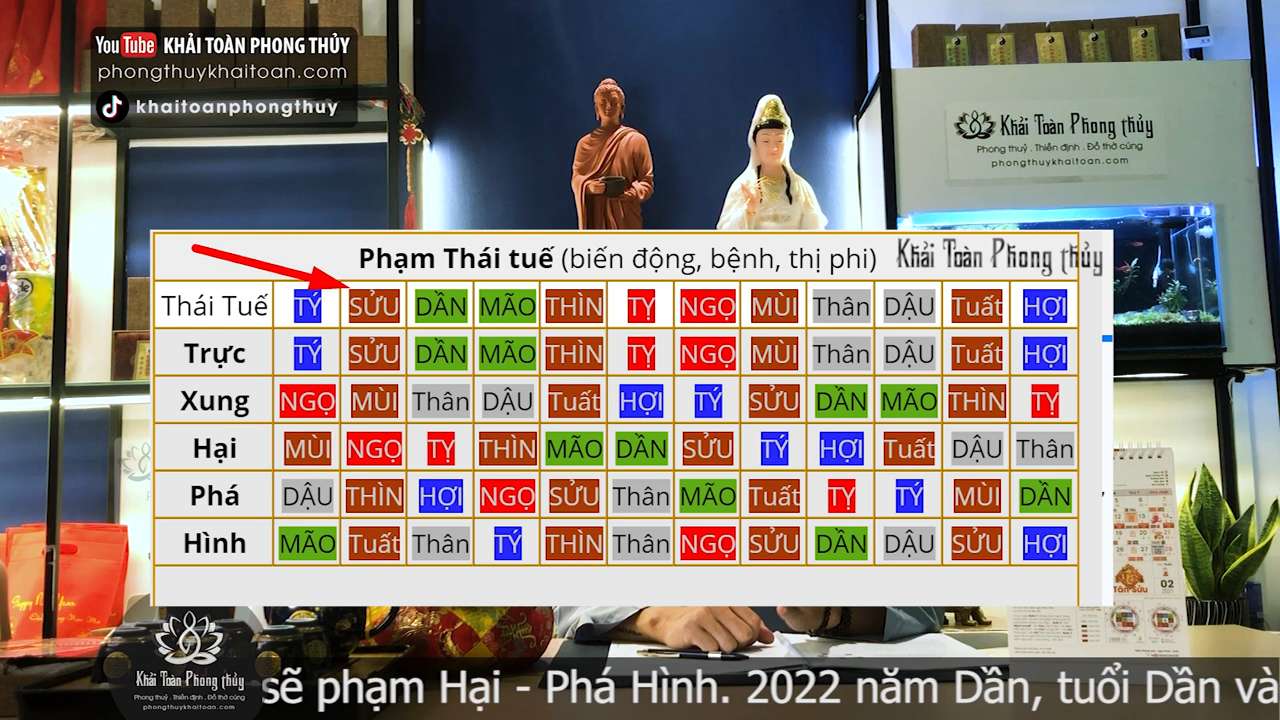 You Tube KHẢI TOÀN PHONG THỦY
phongthuykhaitoan.com
khaitoanphongthuy
Khải Toàn Phong thủy
Phong thuỷ . Thiền định . Đồ thờ cúng
phongthuykhaitoan.com
Phạm Thái tuế (biến động, bệnh, thị phi) Khải Toàn Phong thủy
Thái Tuế TÝ SỬU DẦN MÃO THÌN TỴ NGỌ MÙI Thân DẬU Tuất HỢI
Trực TÝ SỬU DẦN MÃO THÌN TỴ NGỌ MÙI Thân DẬU Tuất HỢI
Xung NGỌ MÙI Thân DẬU Tuất HỢI TÝ SỬU DẦN MÃO THÌN TỴ
Hại MÙI NGỌ TỴ THÌN MÃO DẦN SỬU TÝ HỢI Tuất DẬU Thân
Phá DẬU THÌN HỢI NGỌ SỬU Thân MÃO Tuất TỴ TÝ MÙI DẦN
Hình MÃO Tuất Thân TÝ THÌN Thân NGỌ SỬU DẦN DẬU SỬU HỢI
02
Tân Sửu
Khải Toàn Phong thủy
Phong thuỷ . Thiền định . Đồ thờ cúng
phongthuykhaitoan.com
sẽ phạm Hại - Phá Hình. 2022 năm Dần, tuổi Dần và